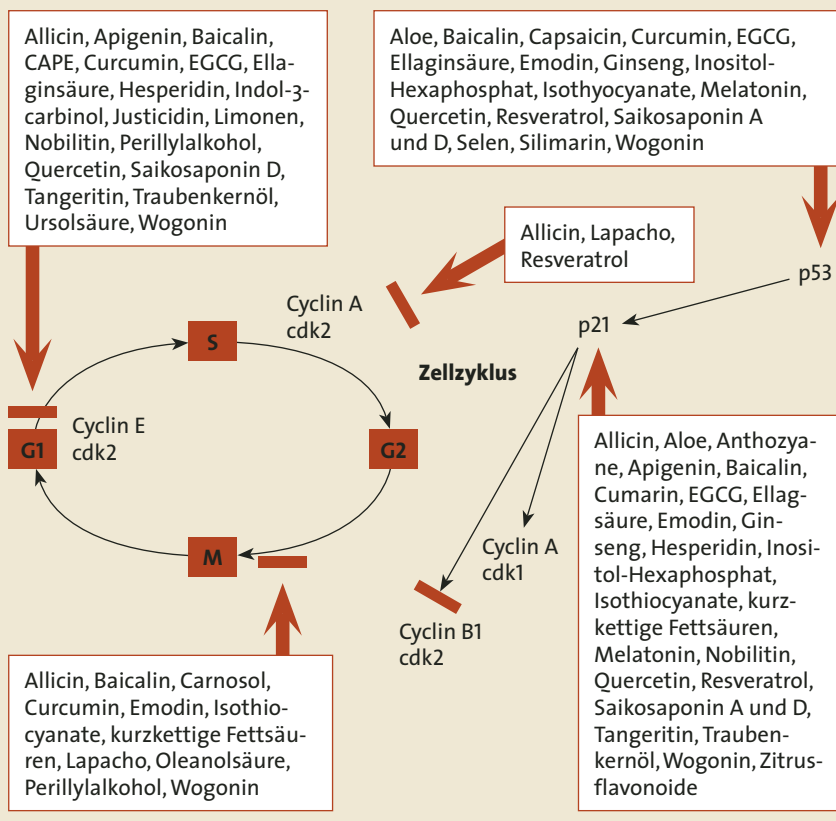 Allicin, Apigenin, Baicalin,
CAPE, Curcumin, EGCG, Ella-
ginsäure, Hesperidin, Indol-3-
carbinol, Justicidin, Limonen,
Nobilitin, Perillylalkohol,
Quercetin, Saikosaponin D,
Tangeritin, Traubenkernöl,
Ursolsäure, Wogonin
Aloe, Baicalin, Capsaicin, Curcumin, EGCG,
Ellaginsäure, Emodin, Ginseng, Inositol-
Hexaphosphat, Isothyocyanate, Melatonin,
Quercetin, Resveratrol, Saikosaponin A
und D, Selen, Silimarin, Wogonin
Allicin, Lapacho,
Resveratrol
p53
Cyclin A
cdk2
p21
S
Zellzyklus
Cyclin E
cdk2
G1
G2
M
Cyclin A
cdk1
Cyclin B1
cdk2
Allicin, Aloe, Anthozya-
ne, Apigenin, Baicalin,
Cumarin, EGCG, Ellag-
säure, Emodin, Gin-
seng, Hesperidin, Inosi-
tol-Hexaphosphat,
Isothiocyanate, kurz-
kettige Fettsäuren,
Melatonin, Nobilitin,
Quercetin, Resveratrol,
Saikosaponin A und D,
Tangeritin, Trauben-
kernöl, Wogonin, Zitrus-
flavonoide
Allicin, Baicalin, Carnosol,
Curcumin, Emodin, Isothio-
cyanate, kurzkettige Fettsäu-
ren, Lapacho, Oleanolsäure,
Perillylalkohol, Wogonin